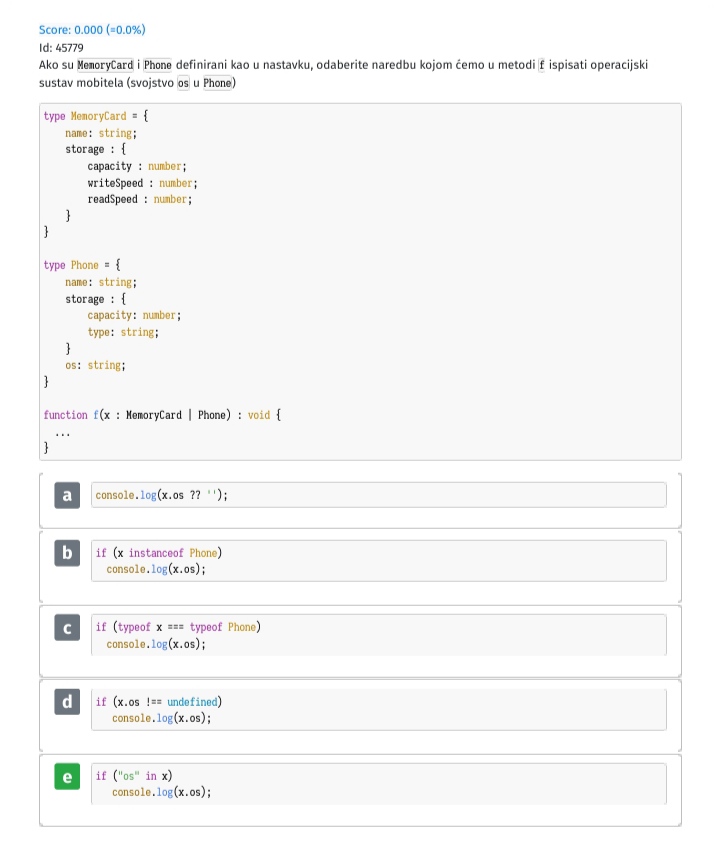 Score: 0.000 (=0.0%)
Id: 45779
Ako su MemoryCard i Phone definirani kao u nastavku, odaberite naredbu kojom ćemo u metodi f ispisati operacijski
sustav mobitela (svojstvo os u Phone)
type MemoryCard = {
    name: string;
    storage : {
        capacity : number;
        writeSpeed : number;
        readSpeed : number;
    }
}
type Phone = {
    name: string;
    storage : {
        capacity: number;
        type: string;
    }
    os: string;
}
function f(x : MemoryCard | Phone) : void {
  ...
}
a console.log(x.os ?? '');
b if (x instanceof Phone)
  console.log(x.os);
c if (typeof x === typeof Phone)
  console.log(x.os);
d if (x.os !== undefined)
   console.log(x.os);
e if ("os" in x)
   console.log(x.os);